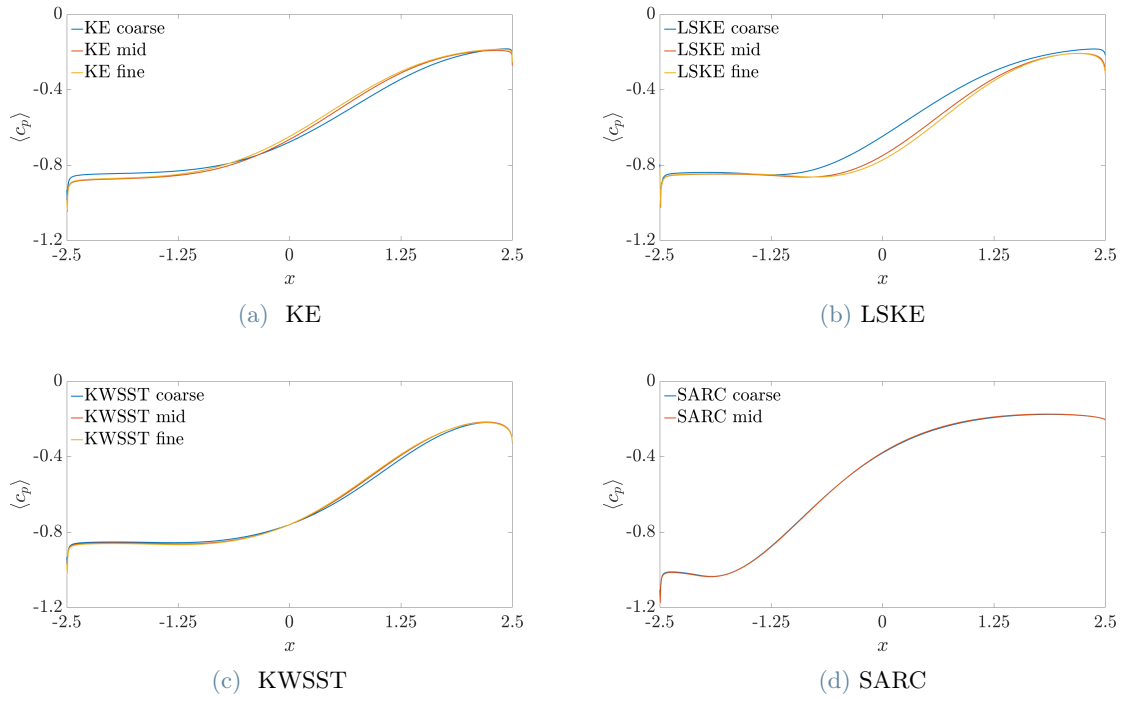 0
-0.4
-0.8
-1.2
⟨c_p⟩
KE coarse
KE mid
KE fine
-2.5 -1.25 0 1.25 2.5
x
(a) KE
0
-0.4
-0.8
-1.2
⟨c_p⟩
LSKE coarse
LSKE mid
LSKE fine
-2.5 -1.25 0 1.25 2.5
x
(b) LSKE
0
-0.4
-0.8
-1.2
⟨c_p⟩
KWSST coarse
KWSST mid
KWSST fine
-2.5 -1.25 0 1.25 2.5
x
(c) KWSST
0
-0.4
-0.8
-1.2
⟨c_p⟩
SARC coarse
SARC mid
-2.5 -1.25 0 1.25 2.5
x
(d) SARC